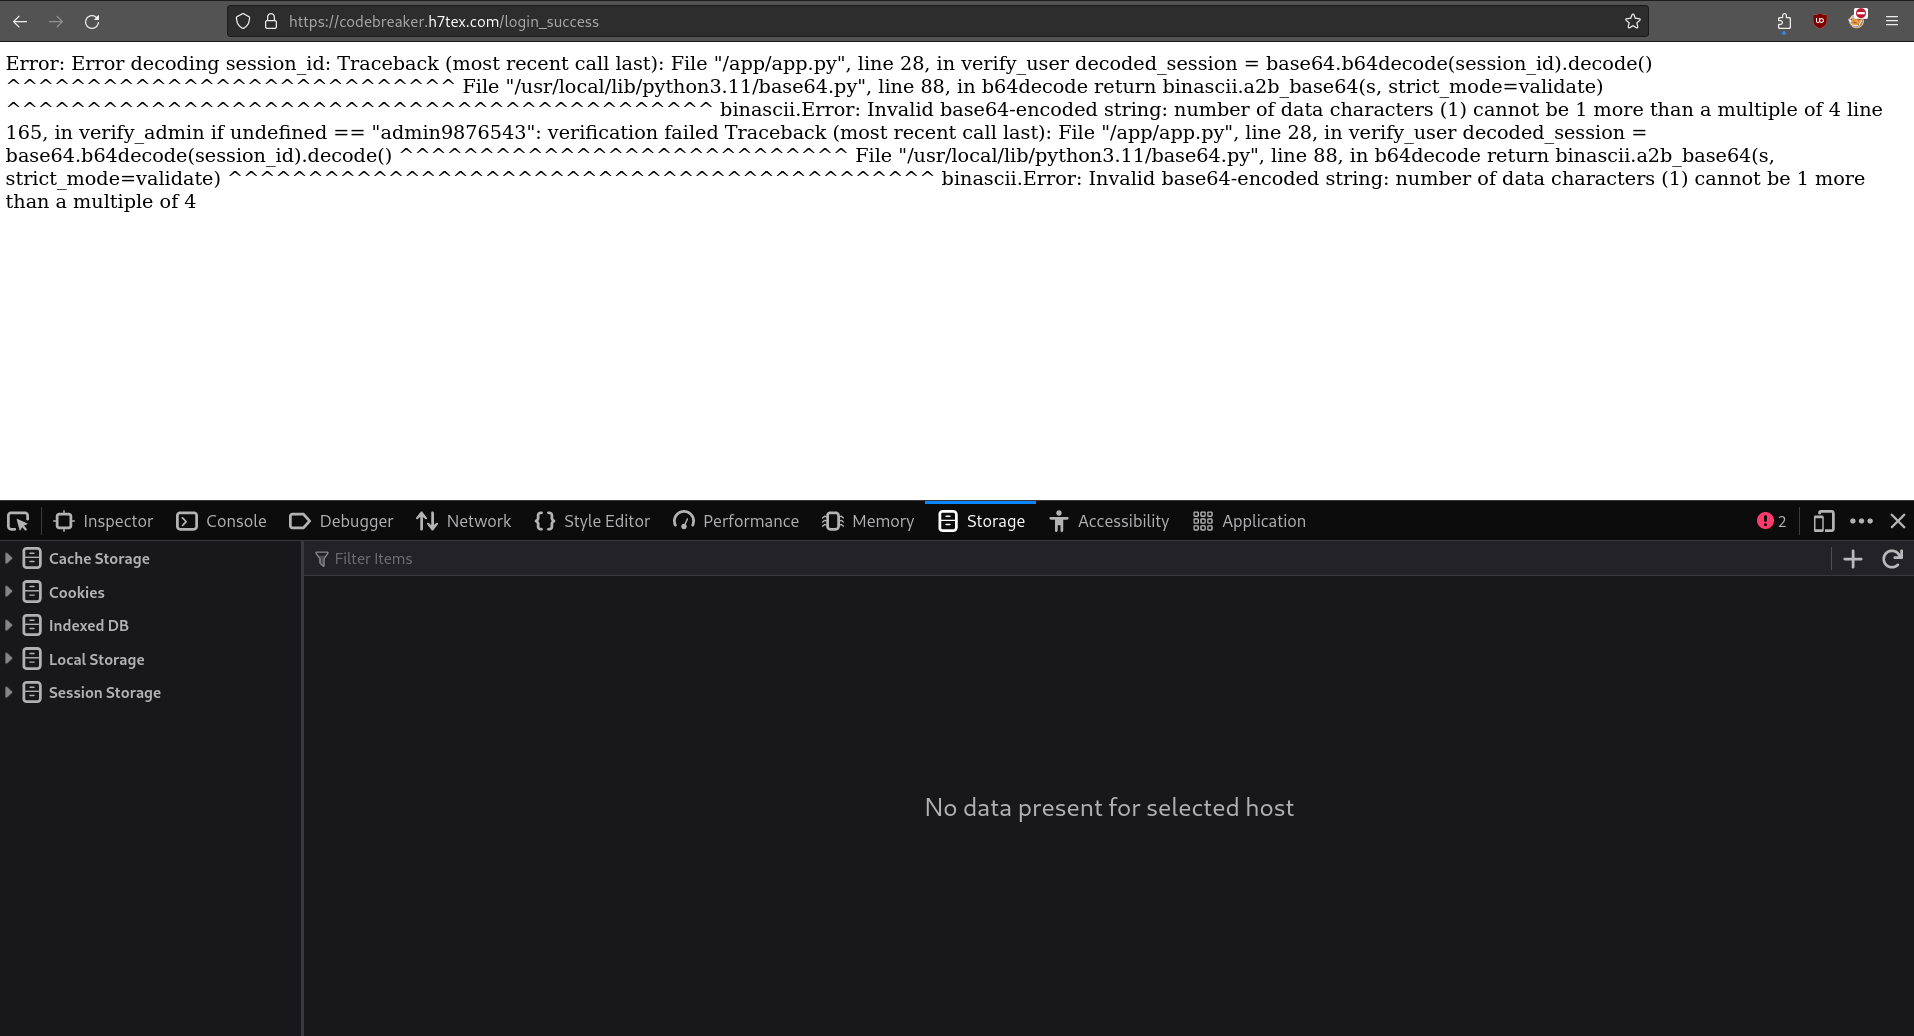 https://codebreaker.h7tex.com/login_success
Error: Error decoding session_id: Traceback (most recent call last): File "/app/app.py", line 28, in verify_user decoded_session = base64.b64decode(session_id).decode()
^^^^^^^^^^^^^^^^^^^^^^^^^^^^ File "/usr/local/lib/python3.11/base64.py", line 88, in b64decode return binascii.a2b_base64(s, strict_mode=validate)
^^^^^^^^^^^^^^^^^^^^^^^^^^^^^^^^^^^^^^^^^^^^ binascii.Error: Invalid base64-encoded string: number of data characters (1) cannot be 1 more than a multiple of 4 line
165, in verify_admin if undefined == "admin9876543": verification failed Traceback (most recent call last): File "/app/app.py", line 28, in verify_user decoded_session =
base64.b64decode(session_id).decode() ^^^^^^^^^^^^^^^^^^^^^^^^^^^^ File "/usr/local/lib/python3.11/base64.py", line 88, in b64decode return binascii.a2b_base64(s,
strict_mode=validate) ^^^^^^^^^^^^^^^^^^^^^^^^^^^^^^^^^^^^^^^^^^^^ binascii.Error: Invalid base64-encoded string: number of data characters (1) cannot be 1 more
than a multiple of 4
Inspector Console Debugger Network Style Editor Performance Memory Storage Accessibility Application 2
Cache Storage
Filter Items
Cookies
Indexed DB
Local Storage
Session Storage
No data present for selected host